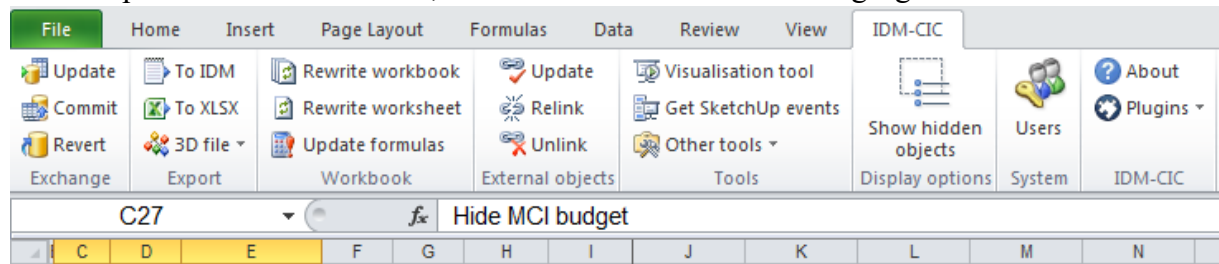 File Home Insert Page Layout Formulas Data Review View IDM-CIC
Update To IDM Rewrite workbook Update Visualisation tool About
Commit To XLSX Rewrite worksheet Relink Get SketchUp events Show hidden objects Users Plugins
Revert 3D file Update formulas Unlink Other tools
Exchange Export Workbook External objects Tools Display options System IDM-CIC
C27 fx Hide MCI budget
C D E F G H I J K L M N